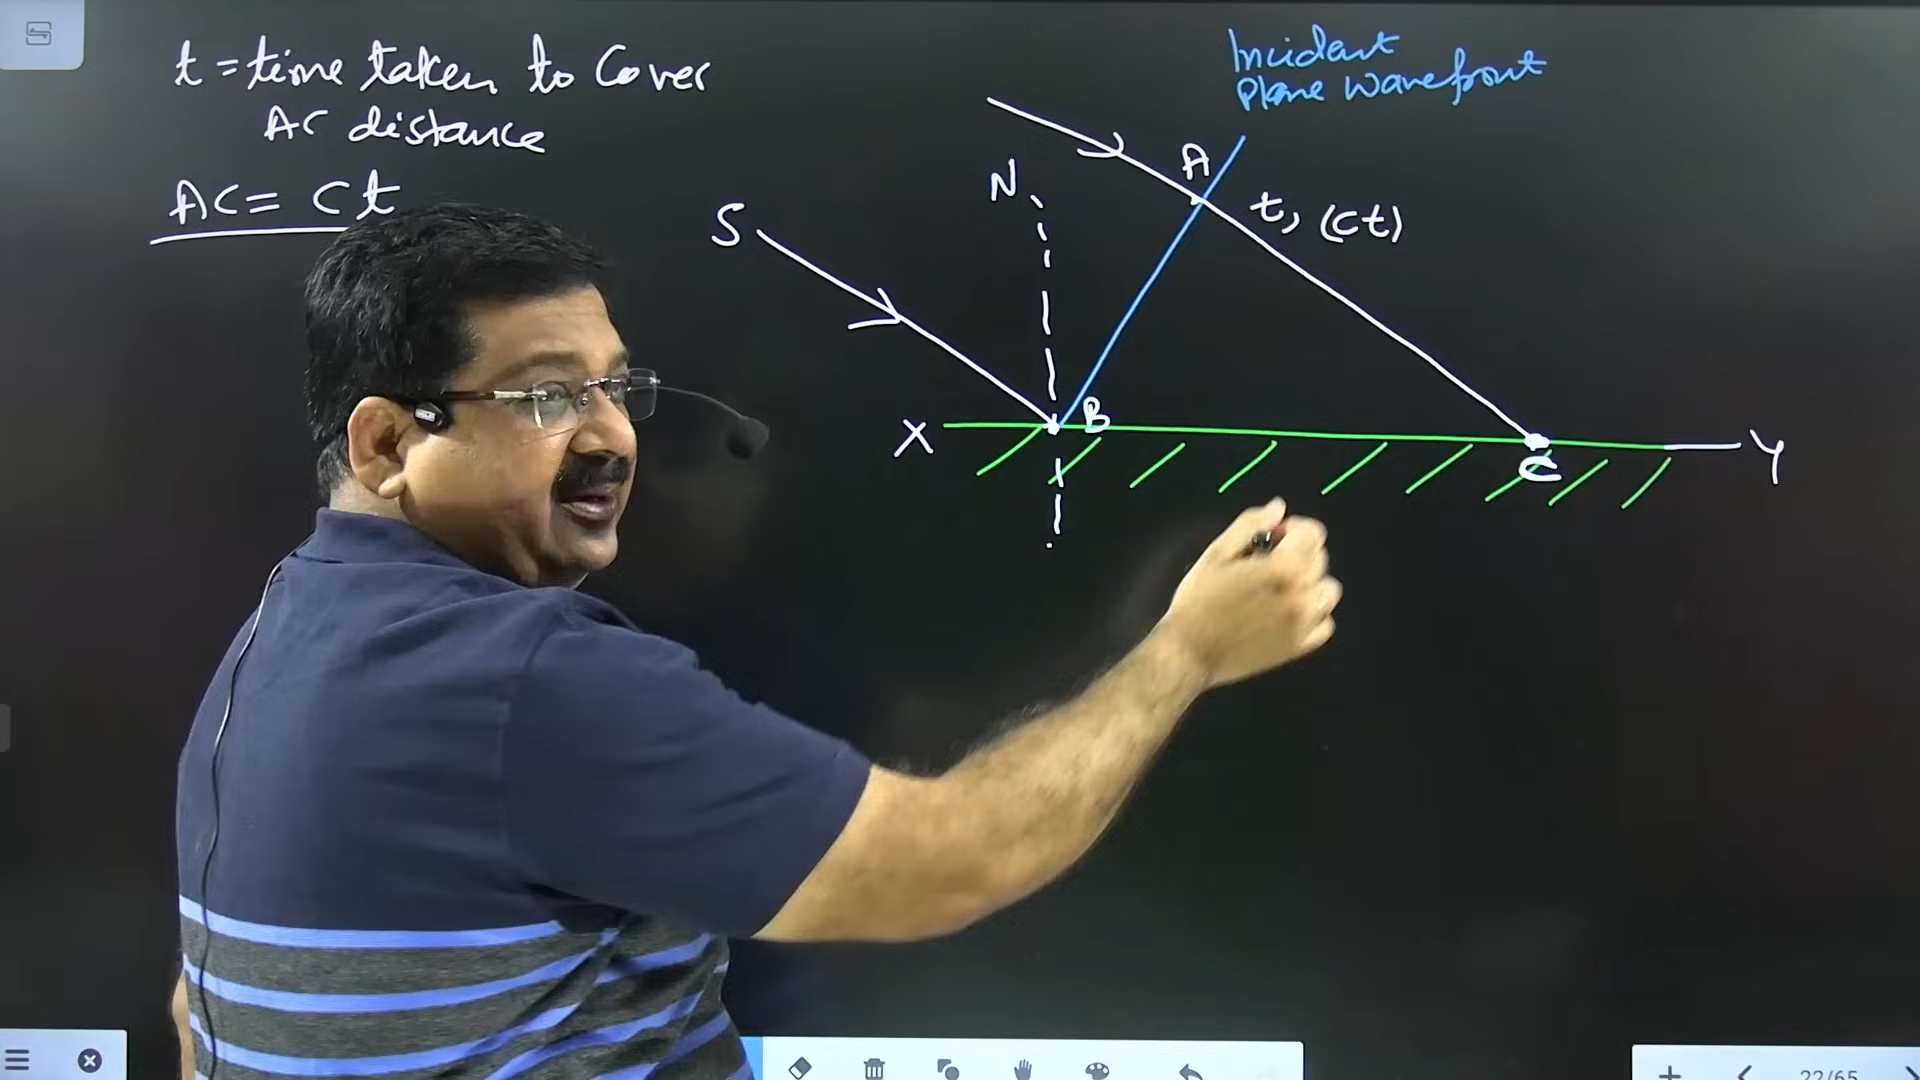 t = time taken to Cover
AC distance
AC = Ct
Incident
Plane Wavefront
A
N
t, (ct)
S
B
X
Y
C
22/65